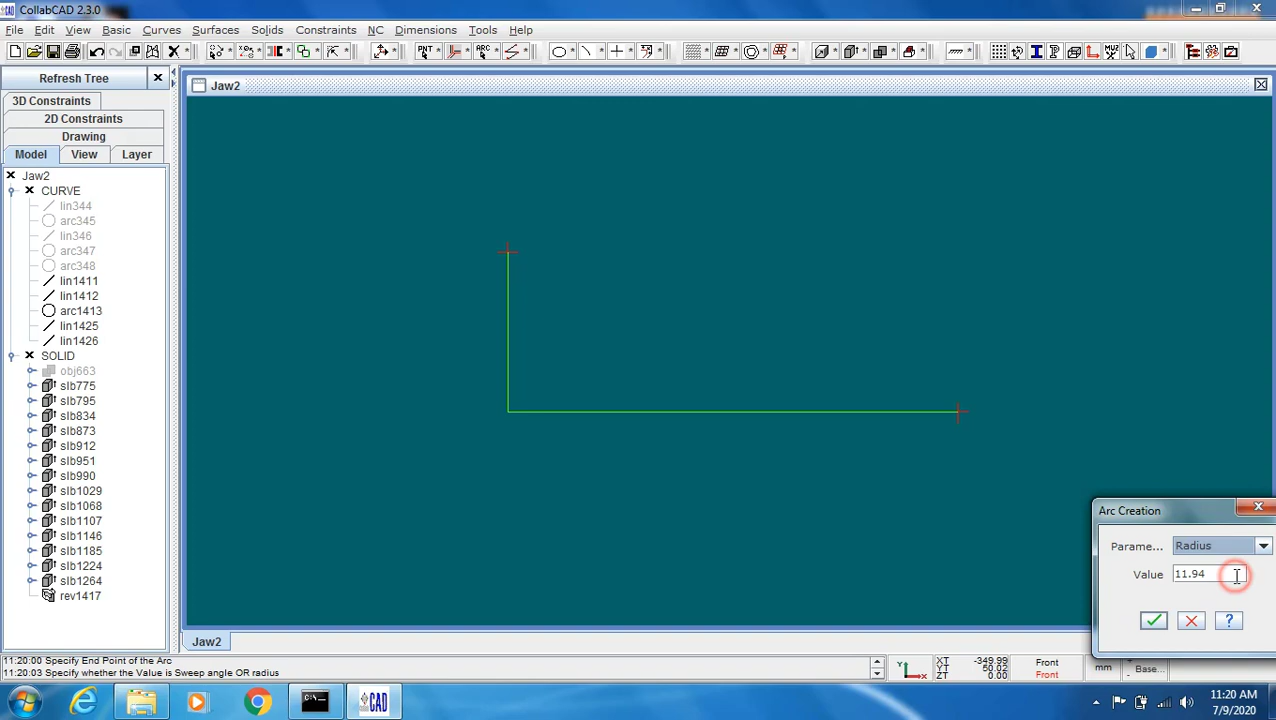 CollabCAD 2.3.0
File Edit View Basic Curves Surfaces Solids Constraints NC Dimensions Tools Help
PNT ARC
Refresh Tree
Jaw2
3D Constraints
2D Constraints
Drawing
Model View Layer
Jaw2
CURVE
lin344
arc345
lin346
arc347
arc348
lin1411
lin1412
arc1413
lin1425
lin1426
SOLID
obj663
slb775
slb795
slb834
slb873
slb912
slb951
slb990
slb1029
slb1068
slb1107
slb1146
slb1185
slb1224
slb1264
rev1417
Arc Creation
Parame... Radius
Value 11.94
?
Jaw2
11:20:00 Specify End Point of the Arc
11:20:03 Specify whether the Value is Sweep angle OR radius
Y X
XT -349.99
YT 50.02
ZT 0.00
Front
Front
mm
Base...
CAD
11:20 AM
7/9/2020